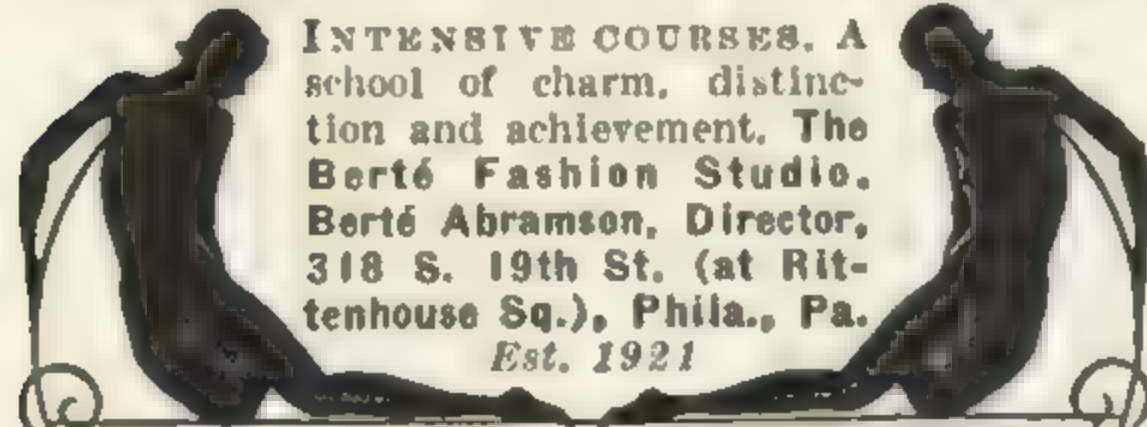 INTENSIVE COURSES. A
school of charm, distinc-
tion and achievement. The
Berté Fashion Studio.
Berté Abramson, Director,
318 S. 19th St. (at Rit-
tenhouse Sq.), Phila., Pa.
Est. 1921